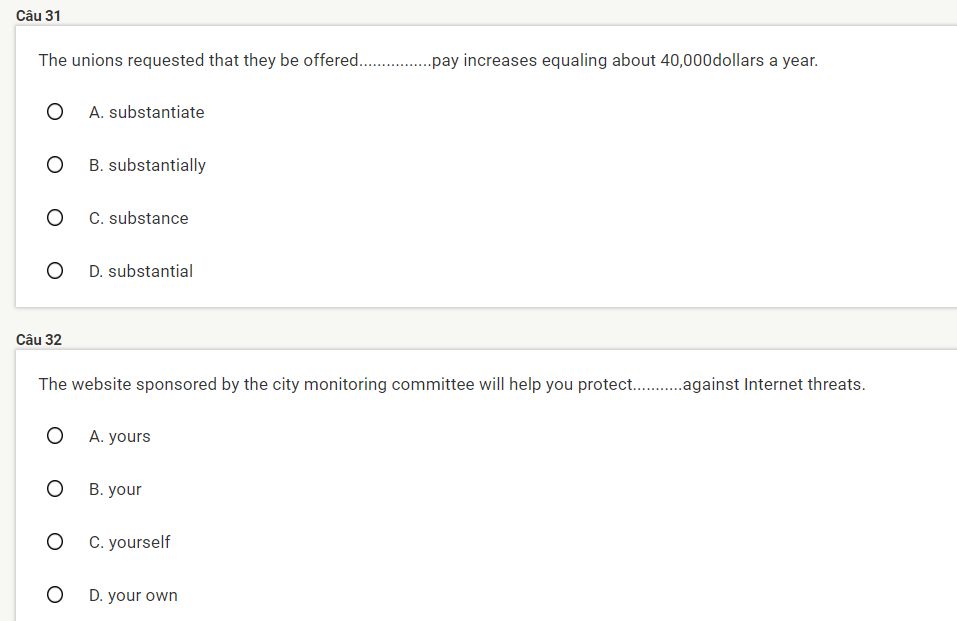 Câu 31
The unions requested that they be offered................pay increases equaling about 40,000dollars a year.
A. substantiate
B. substantially
C. substance
D. substantial
Câu 32
The website sponsored by the city monitoring committee will help you protect...........against Internet threats.
A. yours
B. your
C. yourself
D. your own